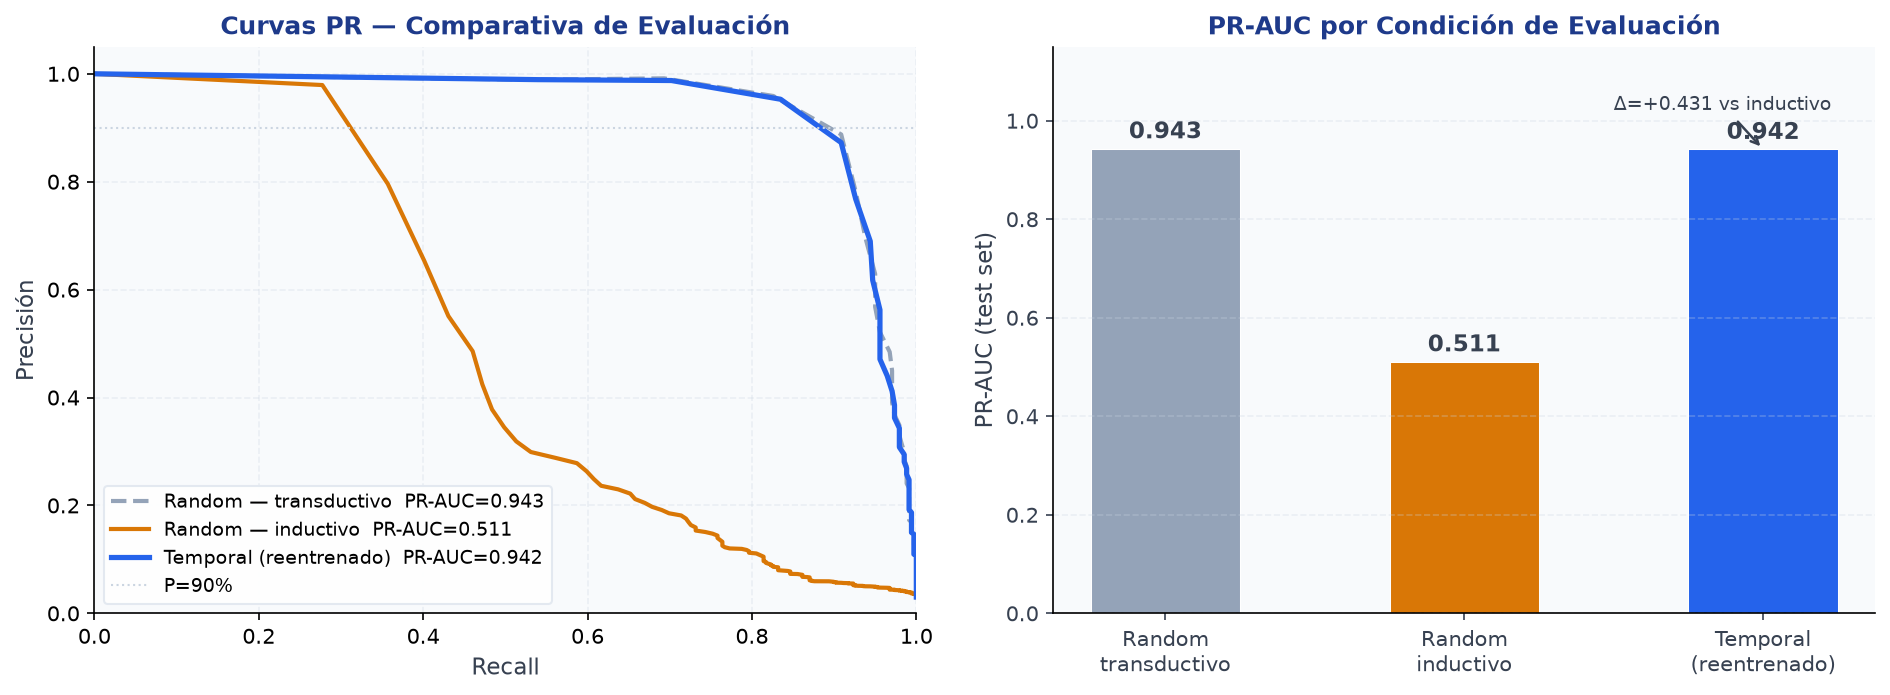 Curvas PR — Comparativa de Evaluación
Precisión
1.0
0.8
0.6
0.4
0.2
0.0
Random — transductivo PR-AUC=0.943
Random — inductivo PR-AUC=0.511
Temporal (reentrenado) PR-AUC=0.942
P=90%
0.0 0.2 0.4 0.6 0.8 1.0
Recall
PR-AUC por Condición de Evaluación
PR-AUC (test set)
Δ=+0.431 vs inductivo
1.0
0.8
0.6
0.4
0.2
0.0
0.943
0.511
0.942
Random
transductivo
Random
inductivo
Temporal
(reentrenado)